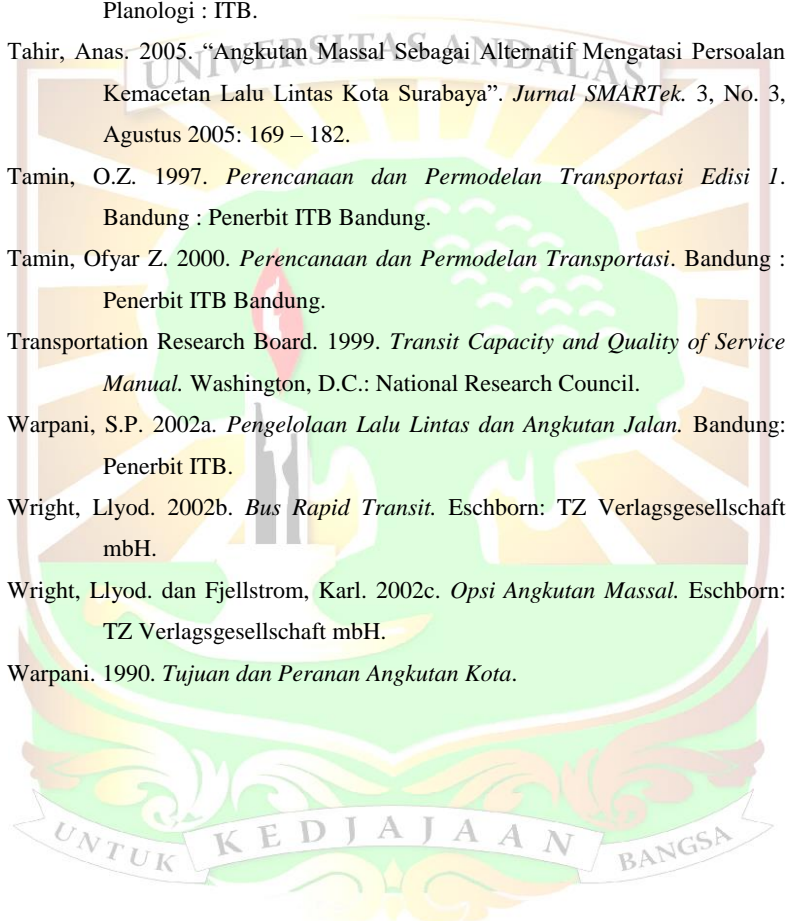 Planologi : ITB.
Tahir, Anas. 2005. “Angkutan Massal Sebagai Alternatif Mengatasi Persoalan
Kemacetan Lalu Lintas Kota Surabaya”. Jurnal SMARTek. 3, No. 3,
Agustus 2005: 169 – 182.
Tamin, O.Z. 1997. Perencanaan dan Permodelan Transportasi Edisi 1.
Bandung : Penerbit ITB Bandung.
Tamin, Ofyar Z. 2000. Perencanaan dan Permodelan Transportasi. Bandung :
Penerbit ITB Bandung.
Transportation Research Board. 1999. Transit Capacity and Quality of Service
Manual. Washington, D.C.: National Research Council.
Warpani, S.P. 2002a. Pengelolaan Lalu Lintas dan Angkutan Jalan. Bandung:
Penerbit ITB.
Wright, Llyod. 2002b. Bus Rapid Transit. Eschborn: TZ Verlagsgesellschaft
mbH.
Wright, Llyod. dan Fjellstrom, Karl. 2002c. Opsi Angkutan Massal. Eschborn:
TZ Verlagsgesellschaft mbH.
Warpani. 1990. Tujuan dan Peranan Angkutan Kota.
UNIVERSITAS ANDALAS
UNTUK KEDJAJAAN BANGSA